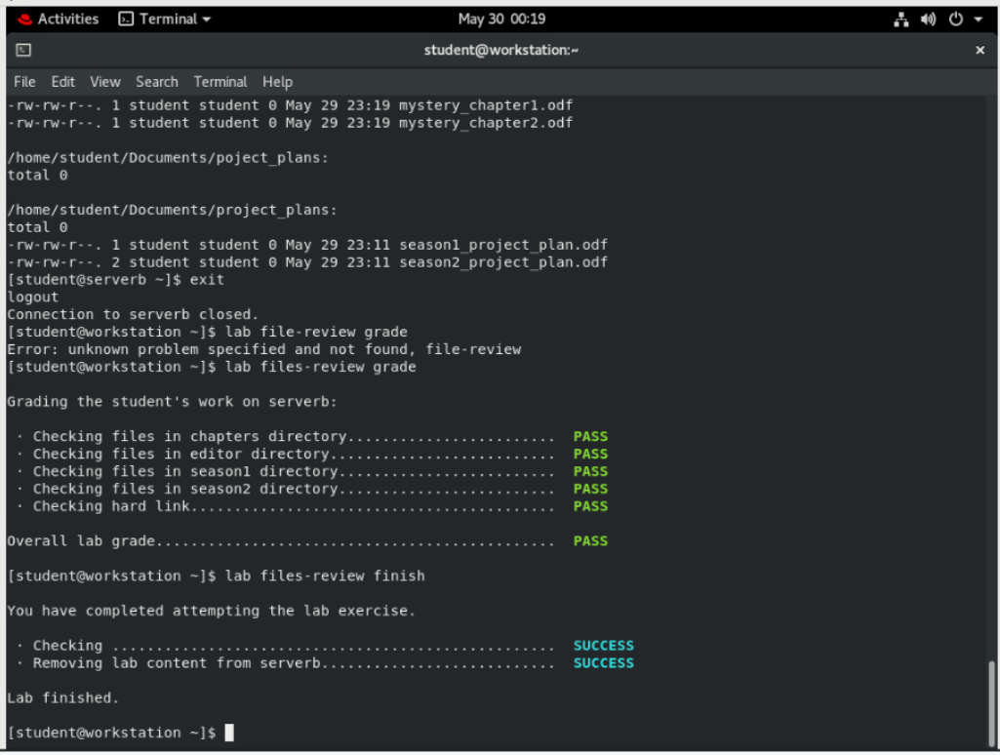 Activities Terminal May 30 00:19
student@workstation:~ ×
File Edit View Search Terminal Help
-rw-rw-r--. 1 student student 0 May 29 23:19 mystery_chapter1.odf
-rw-rw-r--. 1 student student 0 May 29 23:19 mystery_chapter2.odf
/home/student/Documents/poject_plans:
total 0
/home/student/Documents/project_plans:
total 0
-rw-rw-r--. 1 student student 0 May 29 23:11 season1_project_plan.odf
-rw-rw-r--. 2 student student 0 May 29 23:11 season2_project_plan.odf
[student@serverb ~]$ exit
logout
Connection to serverb closed.
[student@workstation ~]$ lab file-review grade
Error: unknown problem specified and not found, file-review
[student@workstation ~]$ lab files-review grade
Grading the student's work on serverb:
· Checking files in chapters directory........................ PASS
· Checking files in editor directory.......................... PASS
· Checking files in season1 directory......................... PASS
· Checking files in season2 directory......................... PASS
· Checking hard link.......................................... PASS
Overall lab grade.............................................. PASS
[student@workstation ~]$ lab files-review finish
You have completed attempting the lab exercise.
· Checking ................................................... SUCCESS
· Removing lab content from serverb........................... SUCCESS
Lab finished.
[student@workstation ~]$